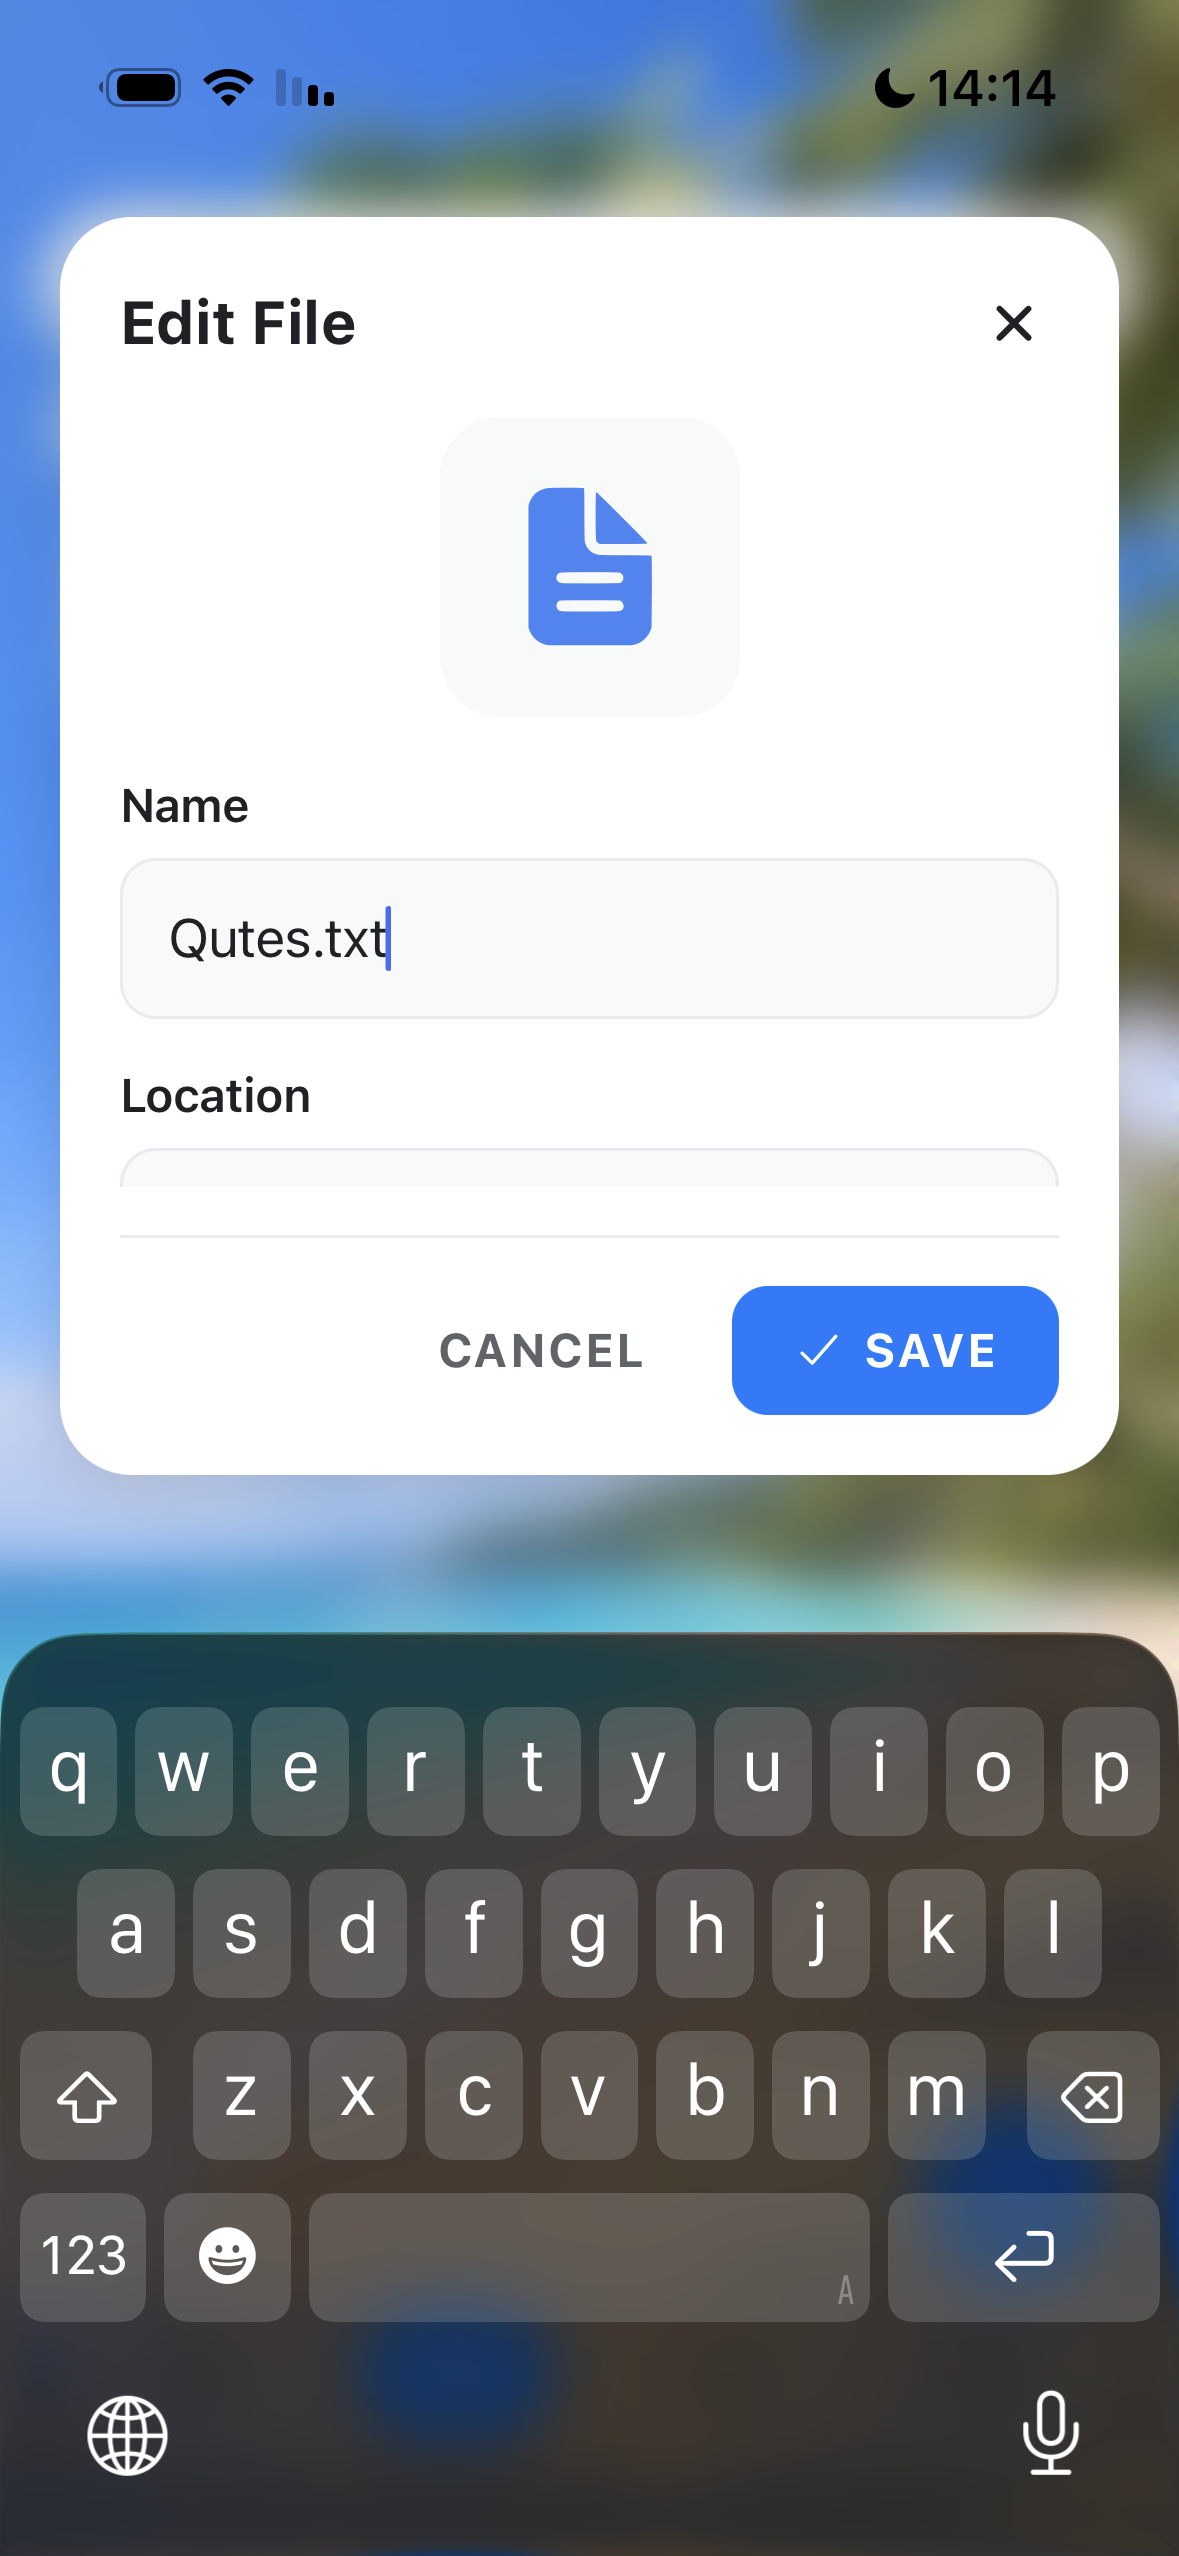 14:14
Edit File
Name
Qutes.txt
Location
CANCEL
SAVE
q w e r t y u i o p
a s d f g h j k l
z x c v b n m
123
A